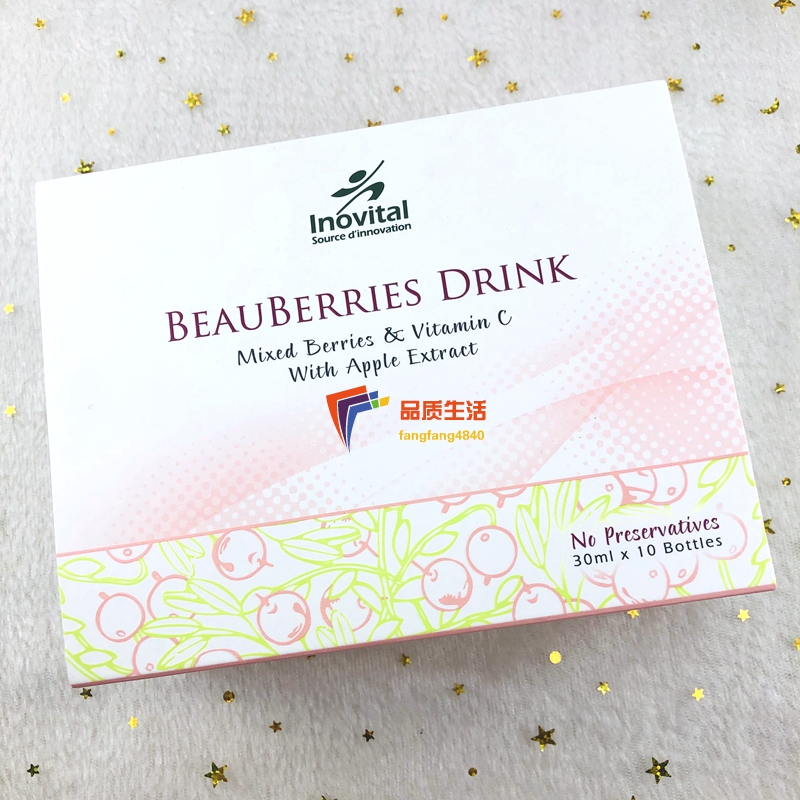 Inovital
Source d'innovation
BEAUBERRIES DRINK
Mixed Berries & Vitamin C
With Apple Extract
品质生活
fangfang4840
No Preservatives
30ml x 10 Bottles